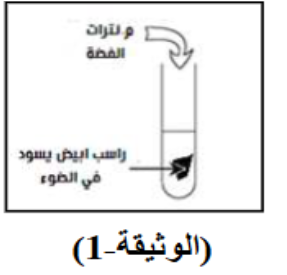 م.نترات
الفضة
راسب ابيض يسود
في الضوء
(الوثيقة-1)